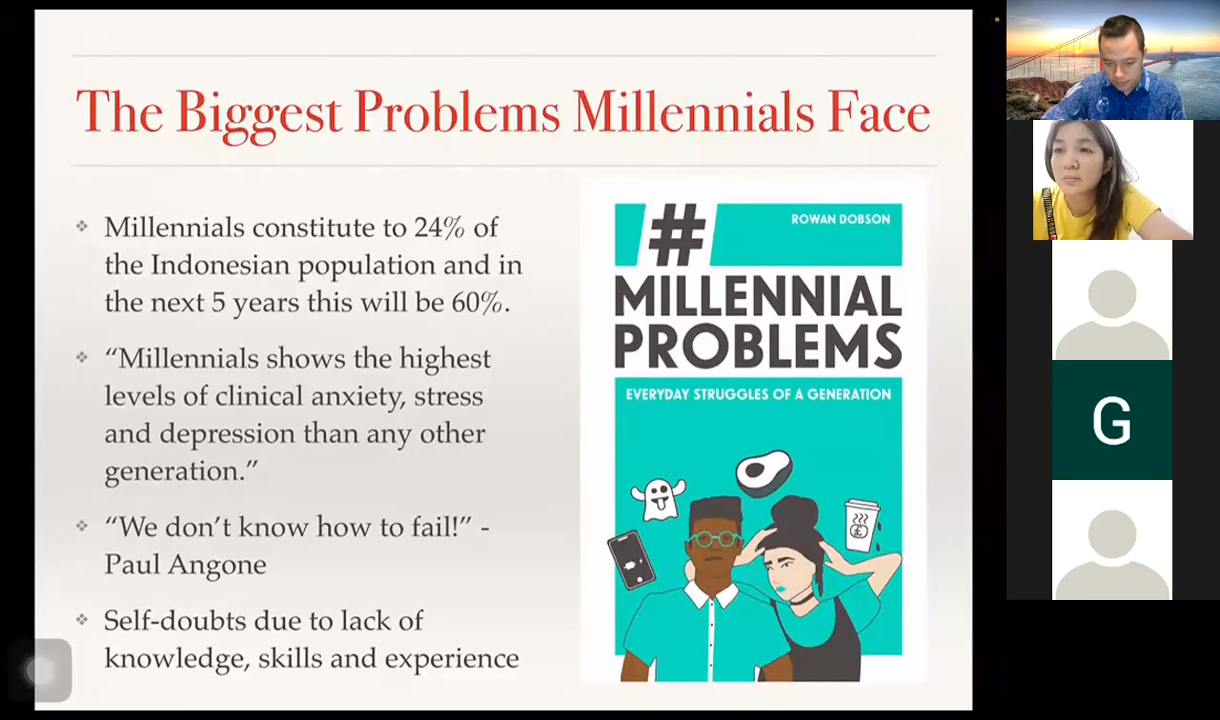 The Biggest Problems Millennials Face
Millennials constitute to 24% of
the Indonesian population and in
the next 5 years this will be 60%.
“Millennials shows the highest
levels of clinical anxiety, stress
and depression than any other
generation.”
“We don’t know how to fail!” -
Paul Angone
Self-doubts due to lack of
knowledge, skills and experience
#
ROWAN DOBSON
MILLENNIAL
PROBLEMS
EVERYDAY STRUGGLES OF A GENERATION
G